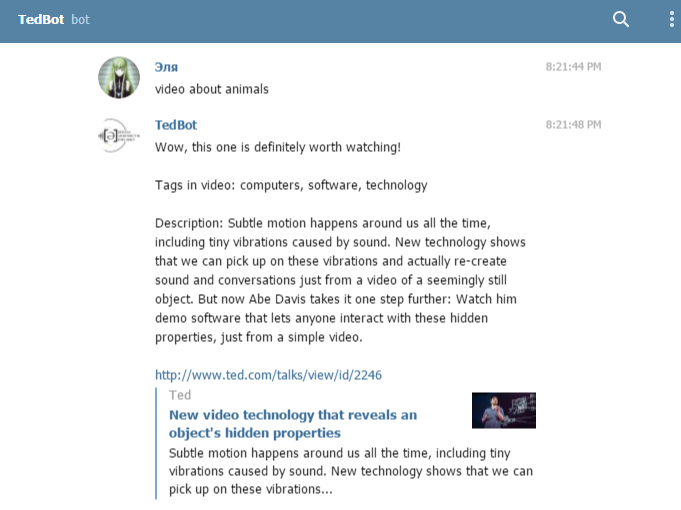 TedBot bot
Эля 8:21:44 PM
video about animals
TedBot 8:21:48 PM
Wow, this one is definitely worth watching!
Tags in video: computers, software, technology
Description: Subtle motion happens around us all the time,
including tiny vibrations caused by sound. New technology shows
that we can pick up on these vibrations and actually re-create
sound and conversations just from a video of a seemingly still
object. But now Abe Davis takes it one step further: Watch him
demo software that lets anyone interact with these hidden
properties, just from a simple video.
http://www.ted.com/talks/view/id/2246
Ted
New video technology that reveals an
object's hidden properties
Subtle motion happens around us all the time, including tiny
vibrations caused by sound. New technology shows that we can
pick up on these vibrations...